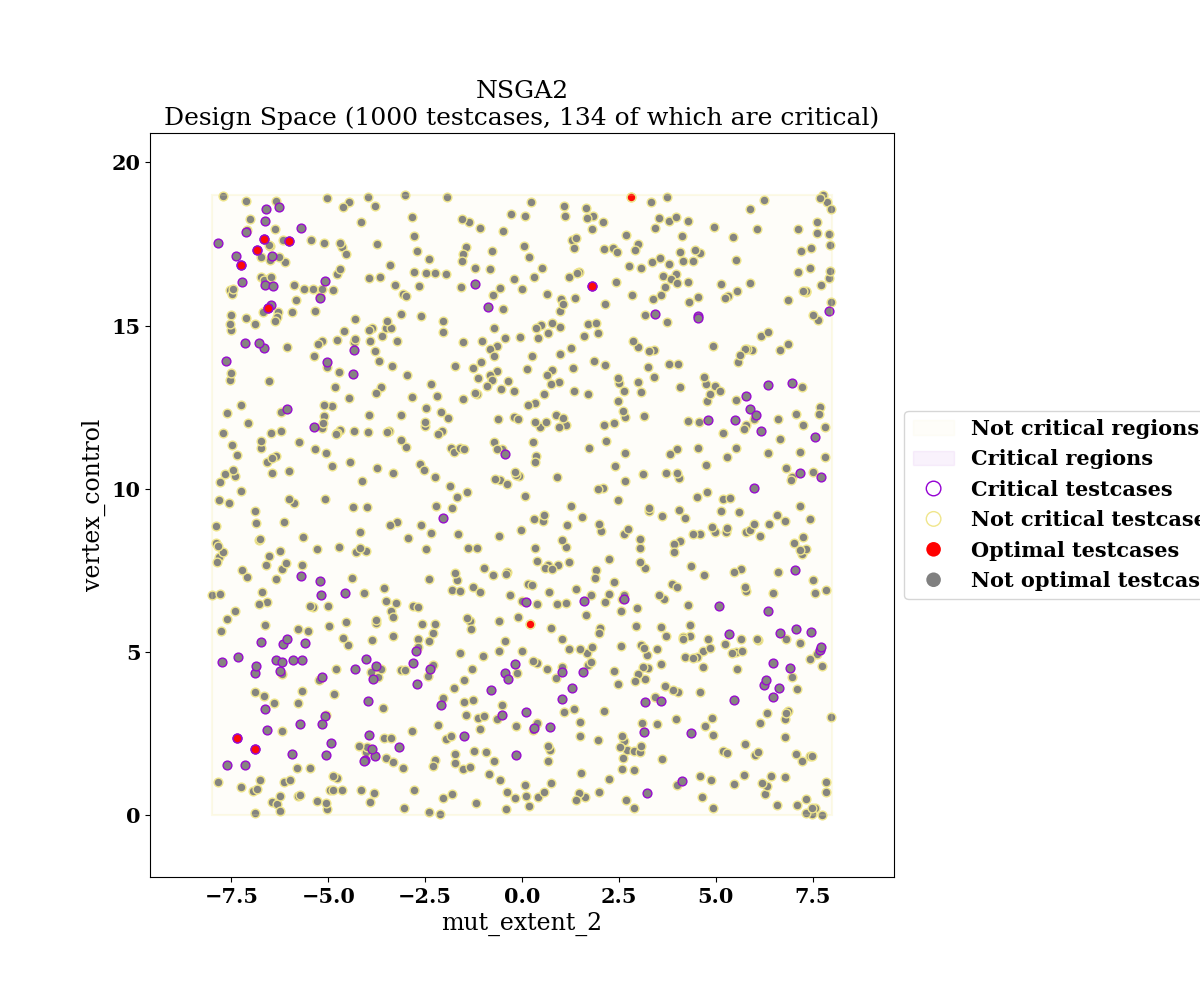 NSGA2
Design Space (1000 testcases, 134 of which are critical)
20
15
10
5
0
vertex_control
−7.5
−5.0
−2.5
0.0
2.5
5.0
7.5
mut_extent_2
Not critical regions
Critical regions
Critical testcases
Not critical testcase
Optimal testcases
Not optimal testcas